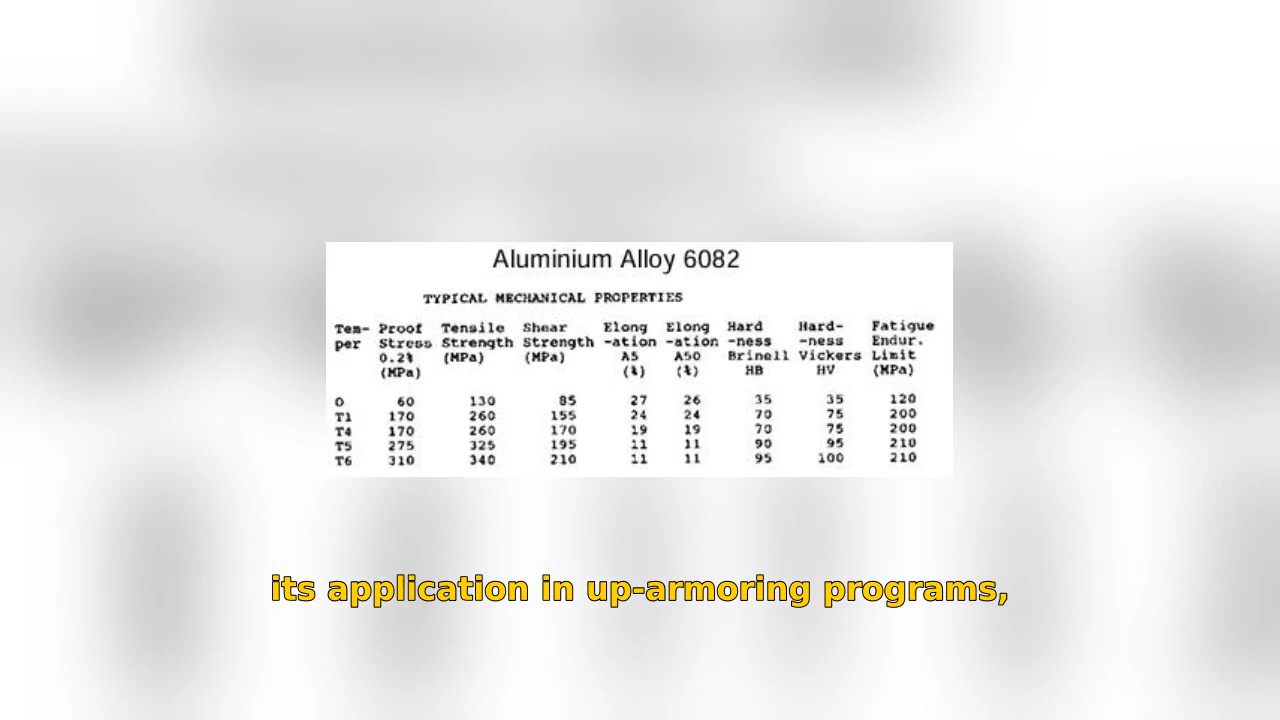 Aluminium Alloy 6082
TYPICAL MECHANICAL PROPERTIES
Tem- Proof Tensile Shear Elong Elong Hard Hard- Fatigue
per Stress Strength Strength -ation -ation -ness -ness Endur.
0.2% (MPa) (MPa) A5 A50 Brinell Vickers Limit
(MPa) (%) (%) HB HV (MPa)
O 60 130 85 27 26 35 35 120
T1 170 260 155 24 24 70 75 200
T4 170 260 170 19 19 70 75 200
T5 275 325 195 11 11 90 95 210
T6 310 340 210 11 11 95 100 210
its application in up-armoring programs,